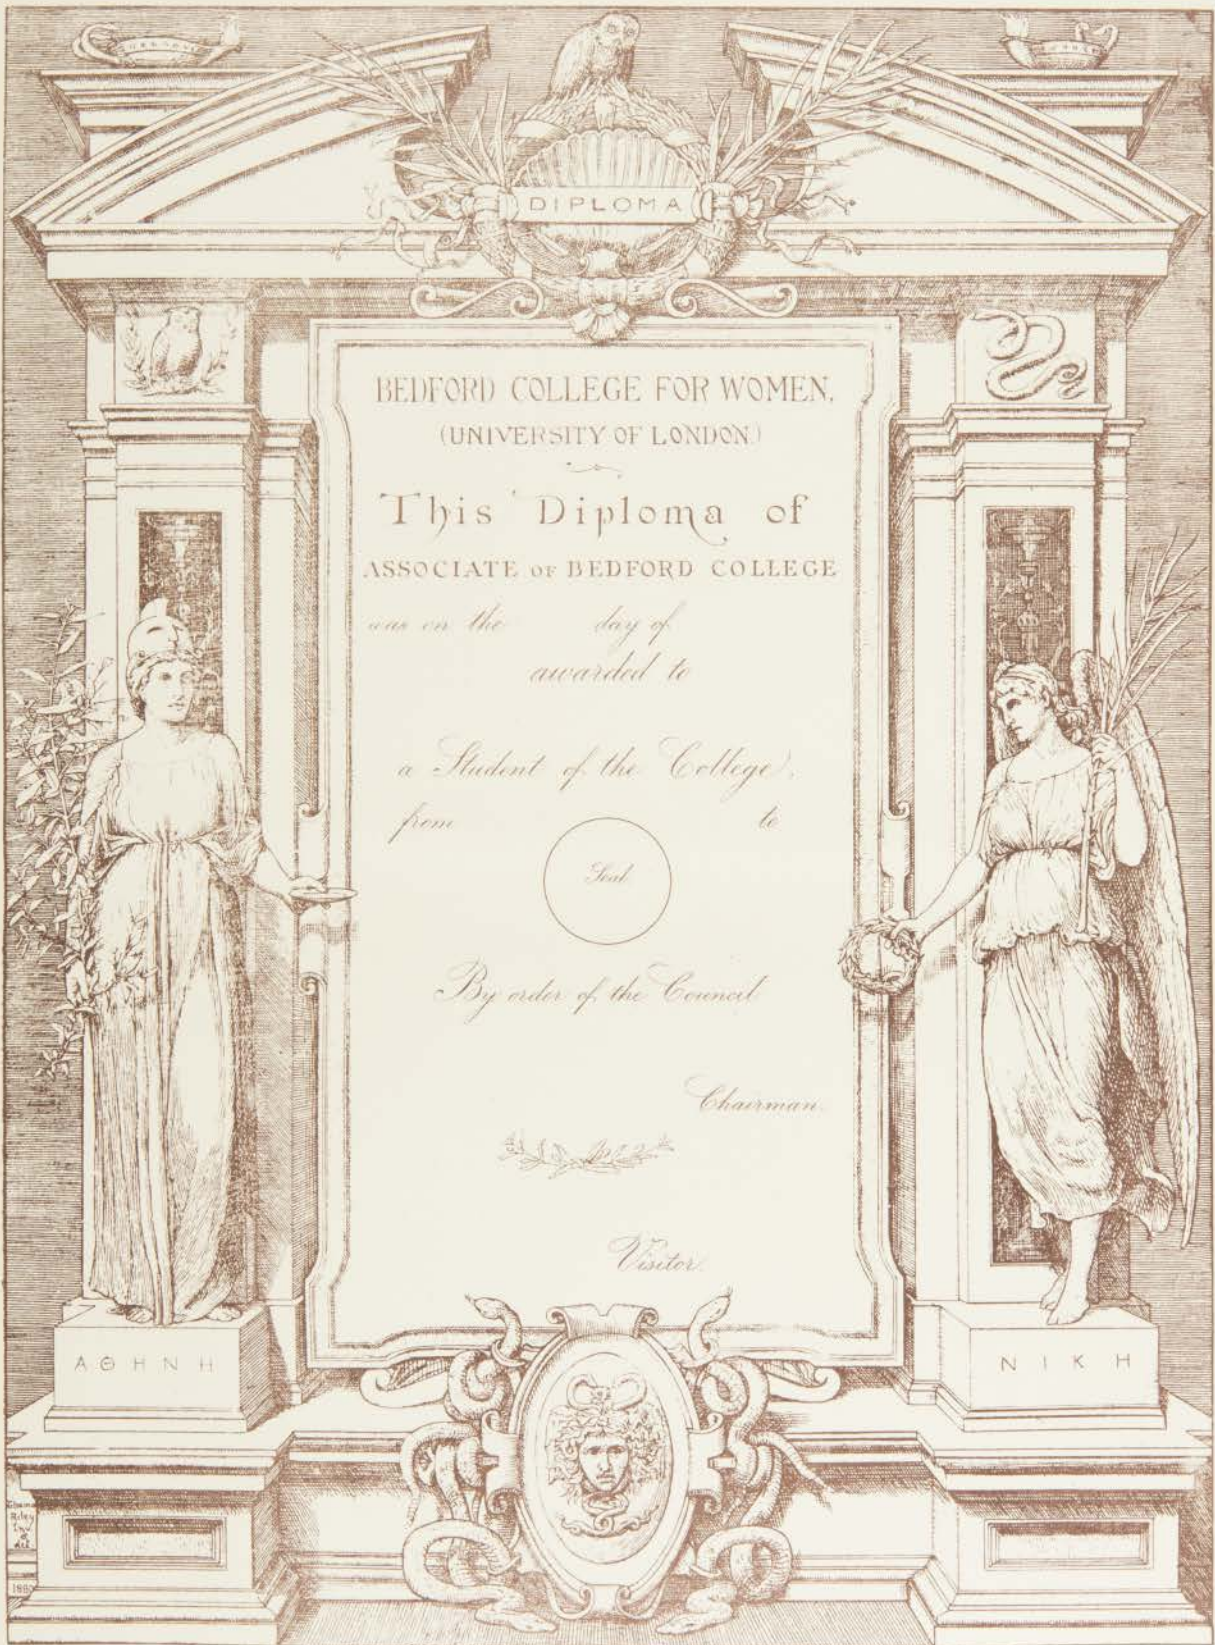 DIPLOMA
BEDFORD COLLEGE FOR WOMEN,
(UNIVERSITY OF LONDON.)
This Diploma of
ASSOCIATE OF BEDFORD COLLEGE
was on the day of
awarded to
a Student of the College,
from to
Seal
By order of the Council
Chairman.
Visitor.
ΑΘΗΝΗ
ΝΙΚΗ
Riley
Inv